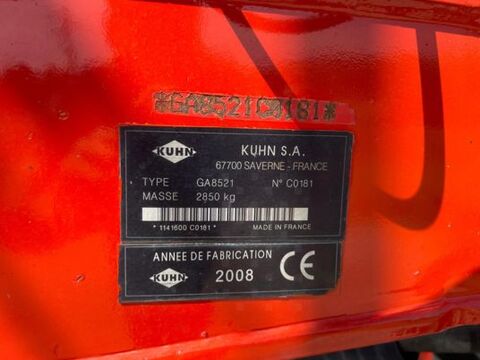 *GA8521C0181*
KUHN
KUHN S.A.
67700 SAVERNE - FRANCE
TYPE GA8521 N° C0181
MASSE 2850 kg
* 1141600 C0181 * MADE IN FRANCE
KUHN
ANNEE DE FABRICATION
2008 CE